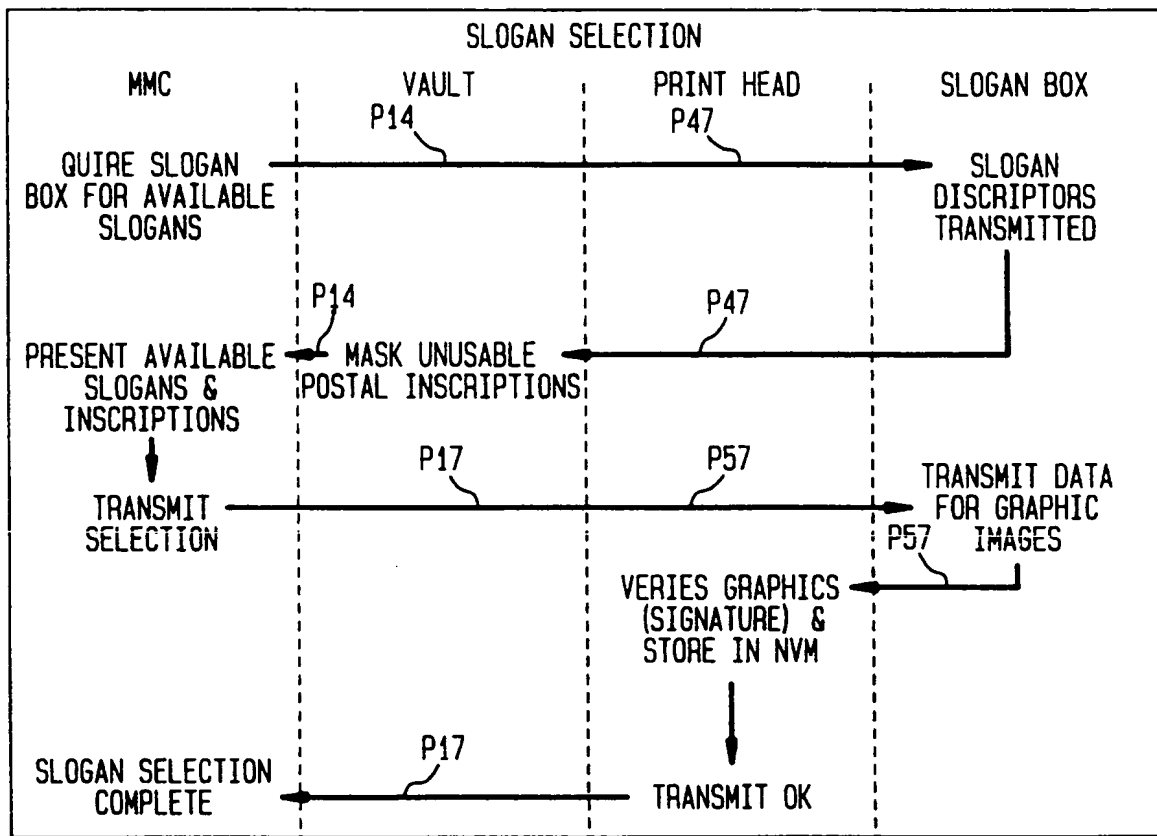 SLOGAN SELECTION
MMC
VAULT
PRINT HEAD
SLOGAN BOX
P14
P47
QUIRE SLOGAN
BOX FOR AVAILABLE
SLOGANS
SLOGAN
DISCRIPTORS
TRANSMITTED
P14
P47
PRESENT AVAILABLE
SLOGANS &
INSCRIPTIONS
MASK UNUSABLE
POSTAL INSCRIPTIONS
P17
P57
TRANSMIT
SELECTION
TRANSMIT DATA
FOR GRAPHIC
IMAGES
P57
VERIES GRAPHICS
(SIGNATURE) &
STORE IN NVM
P17
SLOGAN SELECTION
COMPLETE
TRANSMIT OK